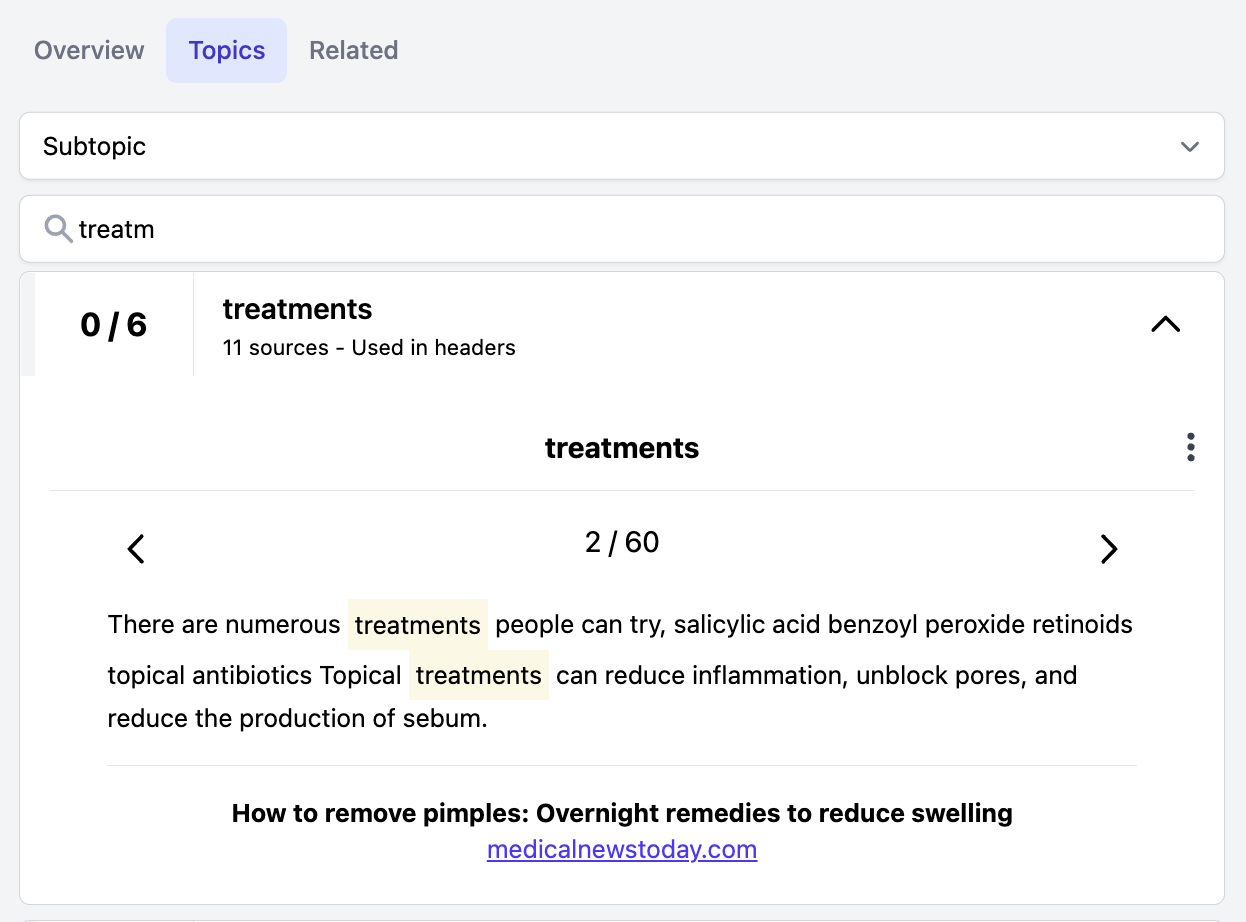 Overview Topics Related
Subtopic
treatm
0 / 6
treatments
11 sources - Used in headers
treatments
2 / 60
There are numerous treatments people can try, salicylic acid benzoyl peroxide retinoids
topical antibiotics Topical treatments can reduce inflammation, unblock pores, and
reduce the production of sebum.
How to remove pimples: Overnight remedies to reduce swelling
medicalnewstoday.com